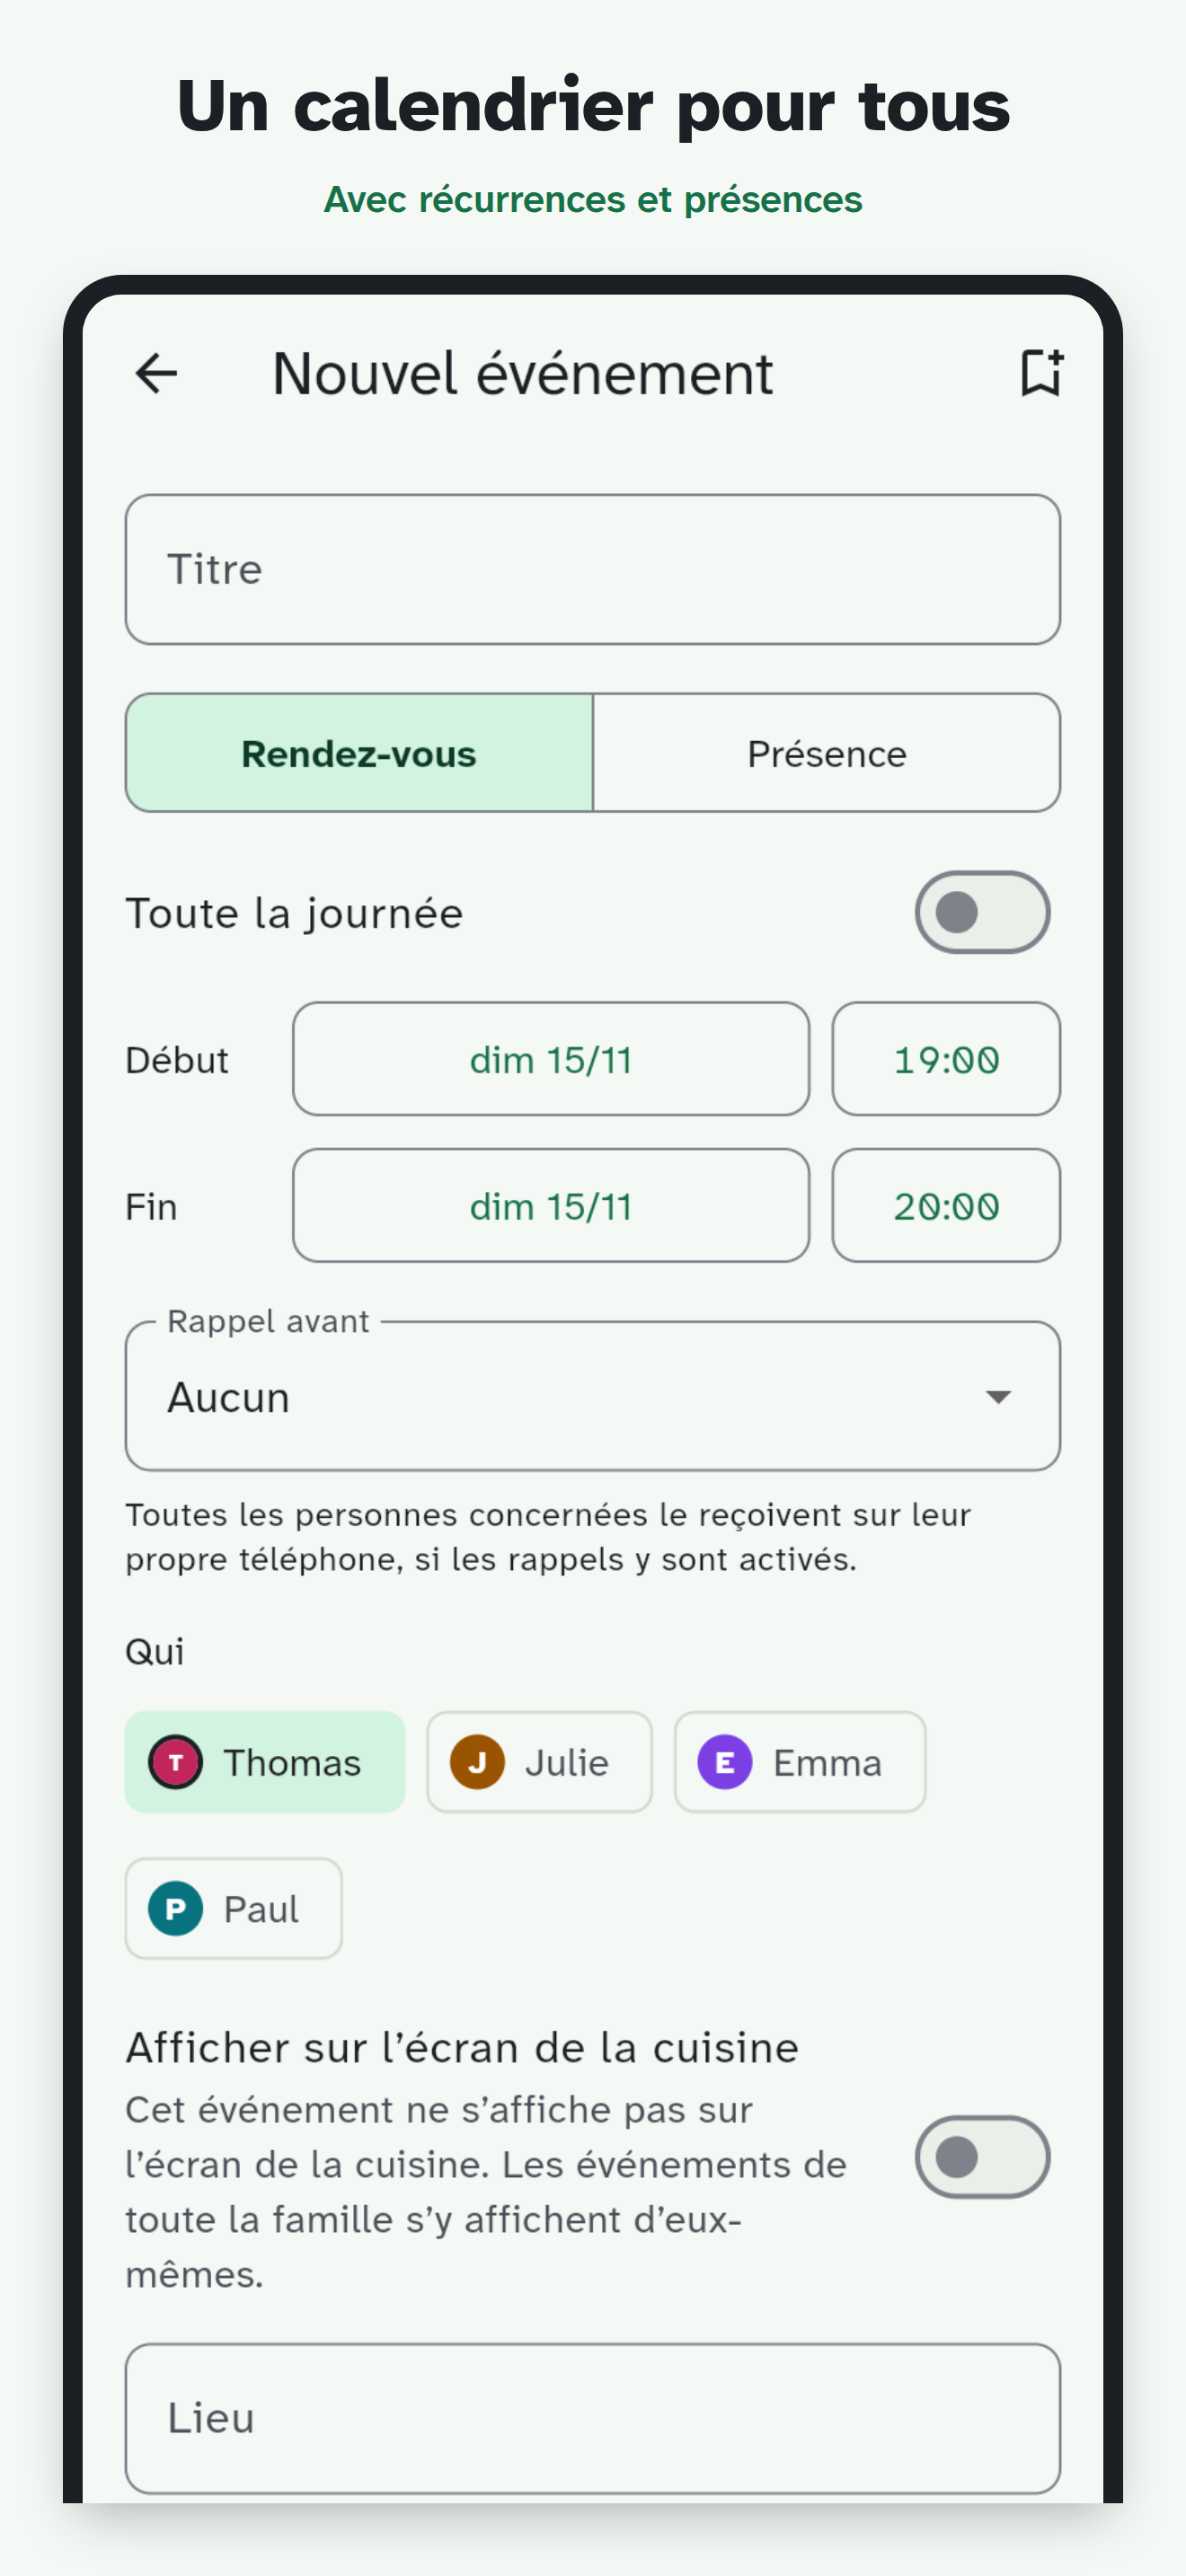 Un calendrier pour tous
Avec récurrences et présences
Nouvel événement
Titre
Rendez-vous
Présence
Toute la journée
Début
dim 15/11
19:00
Fin
dim 15/11
20:00
Rappel avant
Aucun
Toutes les personnes concernées le reçoivent sur leur
propre téléphone, si les rappels y sont activés.
Qui
T Thomas
J Julie
E Emma
P Paul
Afficher sur l’écran de la cuisine
Cet événement ne s’affiche pas sur
l’écran de la cuisine. Les événements de
toute la famille s’y affichent d’eux-
mêmes.
Lieu